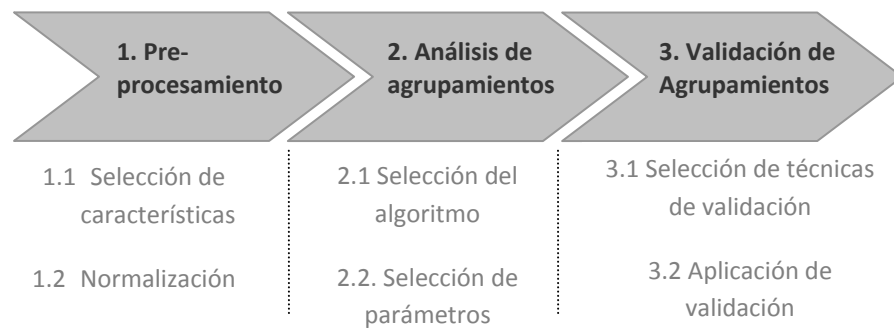 1. Pre-
procesamiento
2. Análisis de
agrupamientos
3. Validación de
Agrupamientos
1.1 Selección de
características
1.2 Normalización
2.1 Selección del
algoritmo
2.2. Selección de
parámetros
3.1 Selección de técnicas
de validación
3.2 Aplicación de
validación